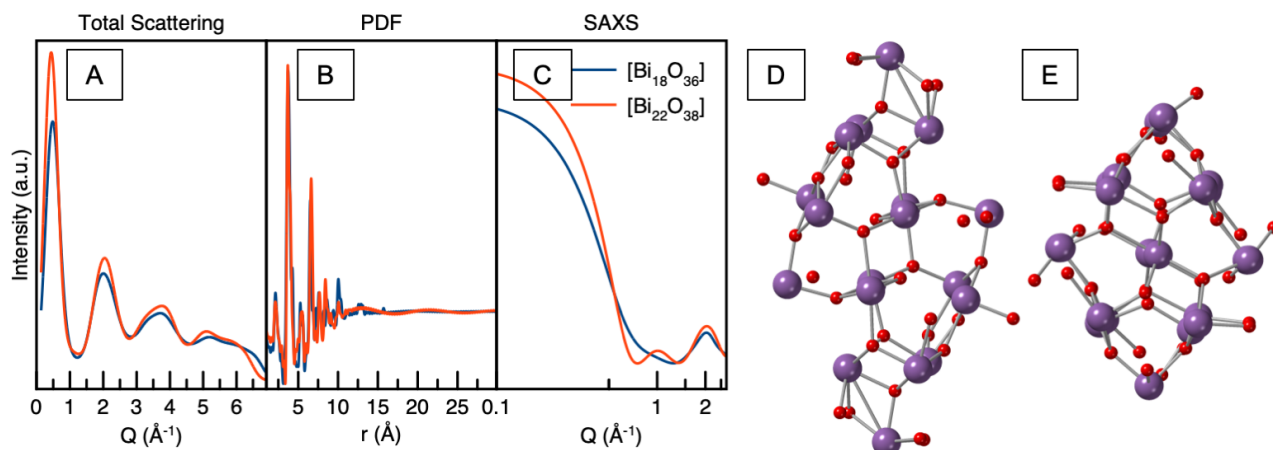 Total Scattering PDF SAXS
A B C D E
[Bi₁₈O₃₆]
[Bi₂₂O₃₈]
Intensity (a.u.)
0 1 2 3 4 5 6 5 10 15 20 25 0.1 1 2
Q (Å⁻¹) r (Å) Q (Å⁻¹)